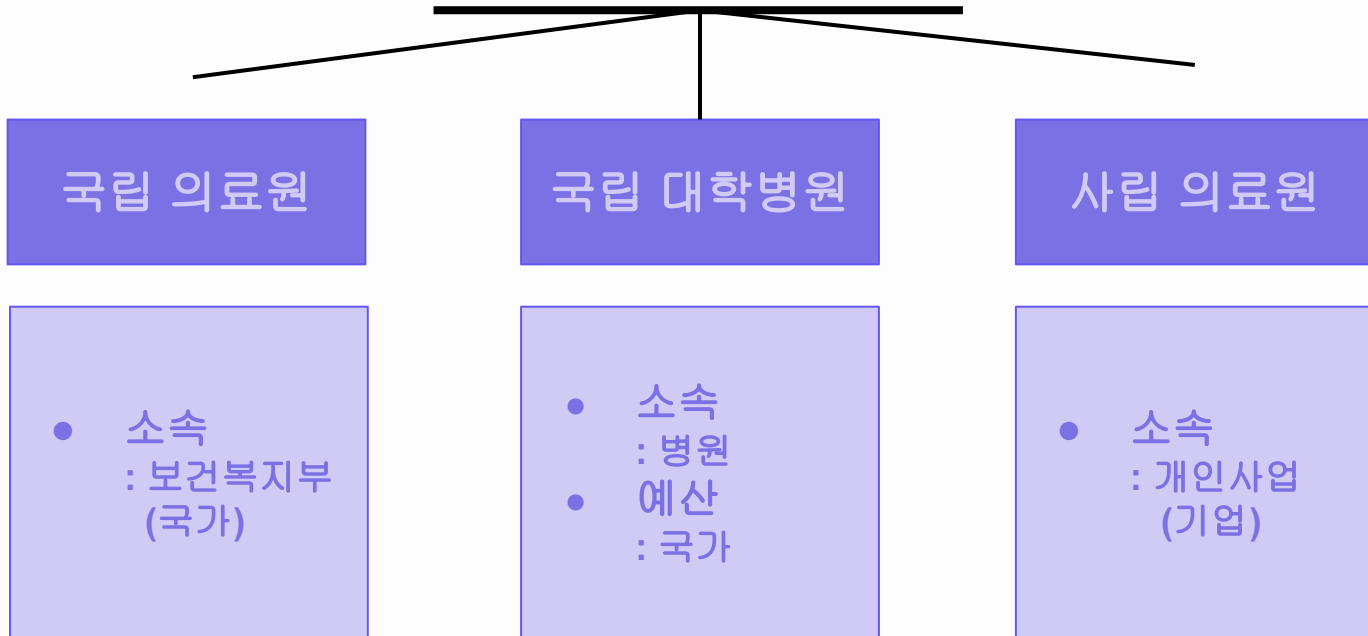 국립 의료원
국립 대학병원
사립 의료원
● 소속
: 보건복지부
(국가)
● 소속
: 병원
● 예산
: 국가
● 소속
: 개인사업
(기업)